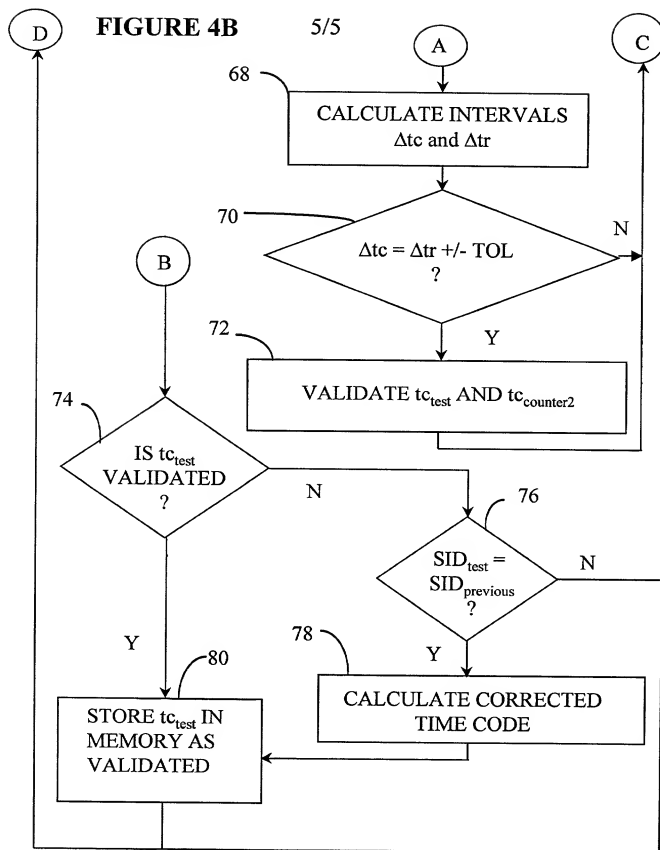 D
FIGURE 4B
5/5
A
C
68
CALCULATE INTERVALS
Δtc and Δtr
70
Δtc = Δtr +/- TOL
?
N
B
Y
72
VALIDATE tctest AND tccounter2
74
IS tctest
VALIDATED
?
N
76
SIDtest =
SIDprevious
?
N
Y
78
Y
80
CALCULATE CORRECTED
TIME CODE
STORE tctest IN
MEMORY AS
VALIDATED